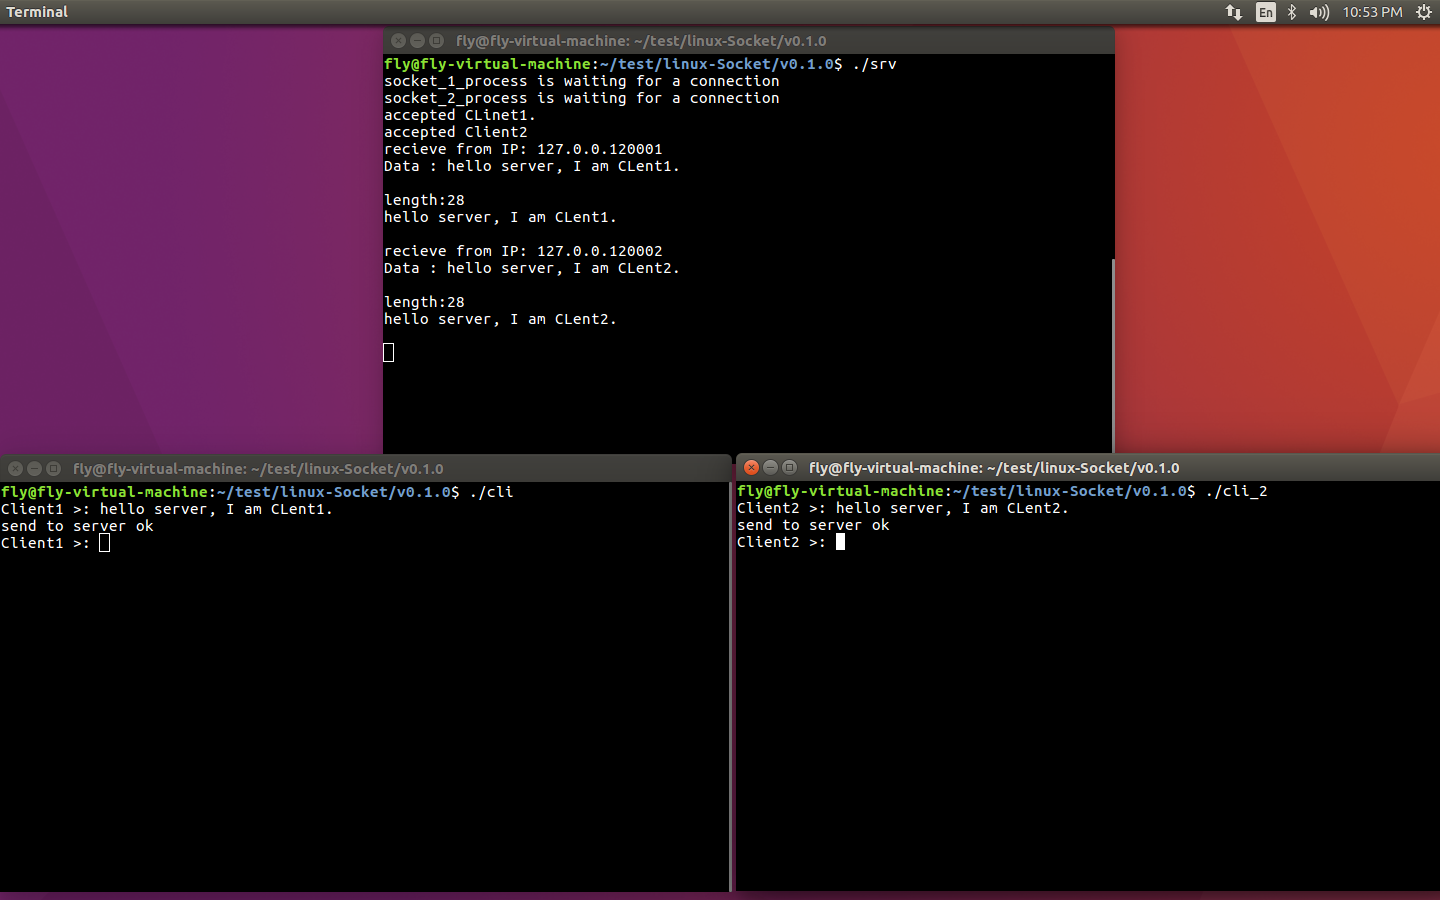 Terminal
En
10:53 PM
fly@fly-virtual-machine: ~/test/linux-Socket/v0.1.0
fly@fly-virtual-machine:~/test/linux-Socket/v0.1.0$ ./srv
socket_1_process is waiting for a connection
socket_2_process is waiting for a connection
accepted CLinet1.
accepted Client2
recieve from IP: 127.0.0.120001
Data : hello server, I am CLent1.
length:28
hello server, I am CLent1.
recieve from IP: 127.0.0.120002
Data : hello server, I am CLent2.
length:28
hello server, I am CLent2.
fly@fly-virtual-machine: ~/test/linux-Socket/v0.1.0
fly@fly-virtual-machine:~/test/linux-Socket/v0.1.0$ ./cli
Client1 >: hello server, I am CLent1.
send to server ok
Client1 >:
fly@fly-virtual-machine: ~/test/linux-Socket/v0.1.0
fly@fly-virtual-machine:~/test/linux-Socket/v0.1.0$ ./cli_2
Client2 >: hello server, I am CLent2.
send to server ok
Client2 >: